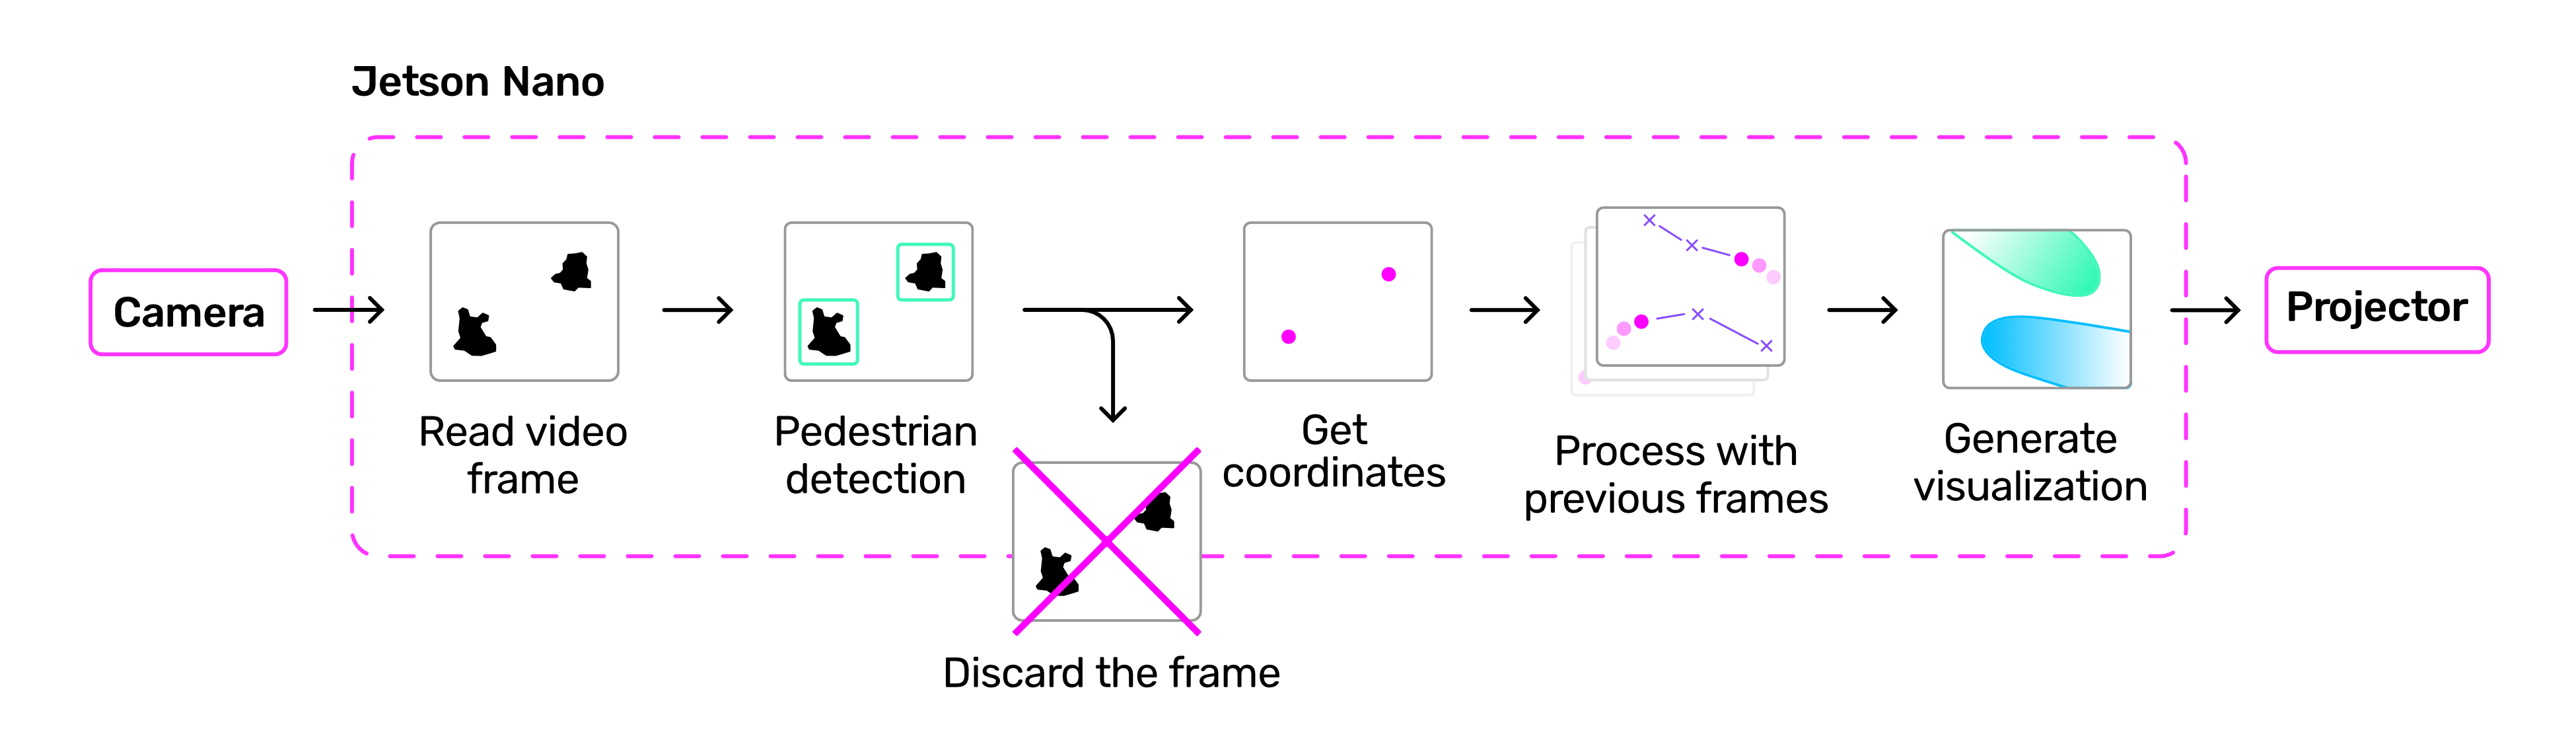 Jetson Nano
Camera
Read video
frame
Pedestrian
detection
Discard the frame
Get
coordinates
Process with
previous frames
Generate
visualization
Projector